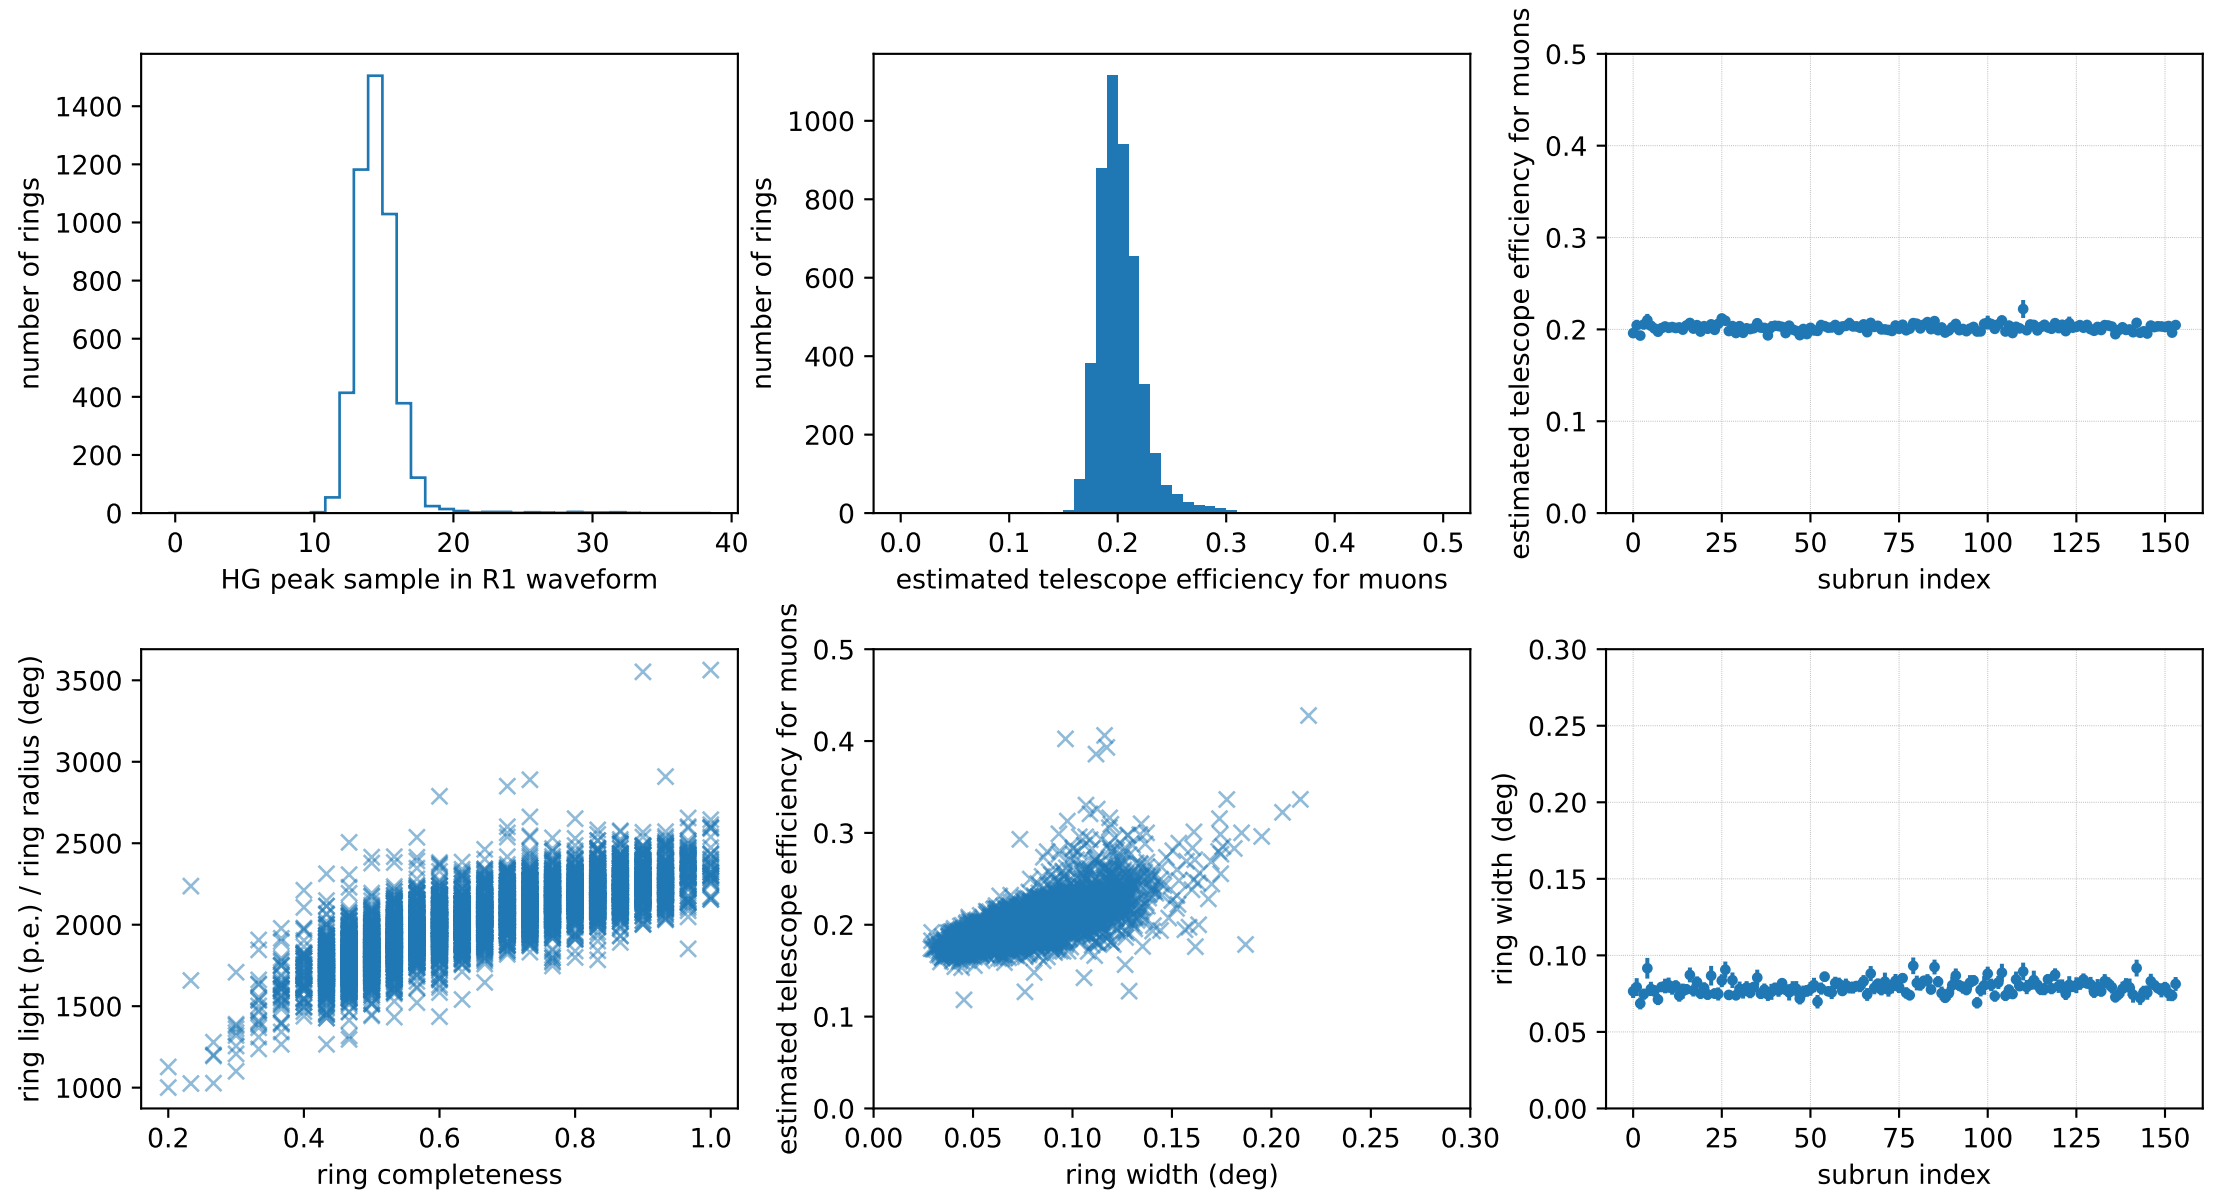 number of rings
1400
1200
1000
800
600
400
200
0
0 10 20 30 40
HG peak sample in R1 waveform
number of rings
1000
800
600
400
200
0
0.0 0.1 0.2 0.3 0.4 0.5
estimated telescope efficiency for muons
estimated telescope efficiency for muons
0.5
0.4
0.3
0.2
0.1
0.0
0 25 50 75 100 125 150
subrun index
ring light (p.e.) / ring radius (deg)
3500
3000
2500
2000
1500
1000
0.2 0.4 0.6 0.8 1.0
ring completeness
estimated telescope efficiency for muons
0.5
0.4
0.3
0.2
0.1
0.0
0.00 0.05 0.10 0.15 0.20 0.25 0.30
ring width (deg)
ring width (deg)
0.30
0.25
0.20
0.15
0.10
0.05
0.00
0 25 50 75 100 125 150
subrun index